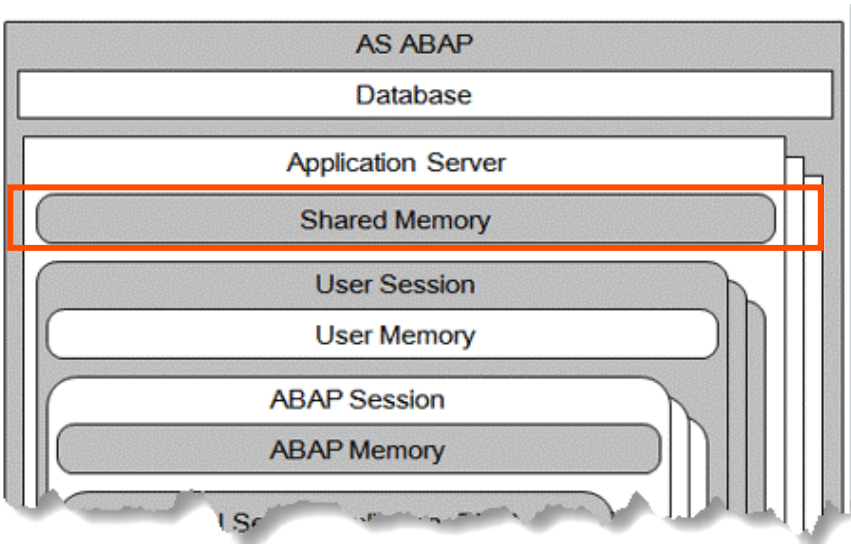 AS ABAP
Database
Application Server
Shared Memory
User Session
User Memory
ABAP Session
ABAP Memory